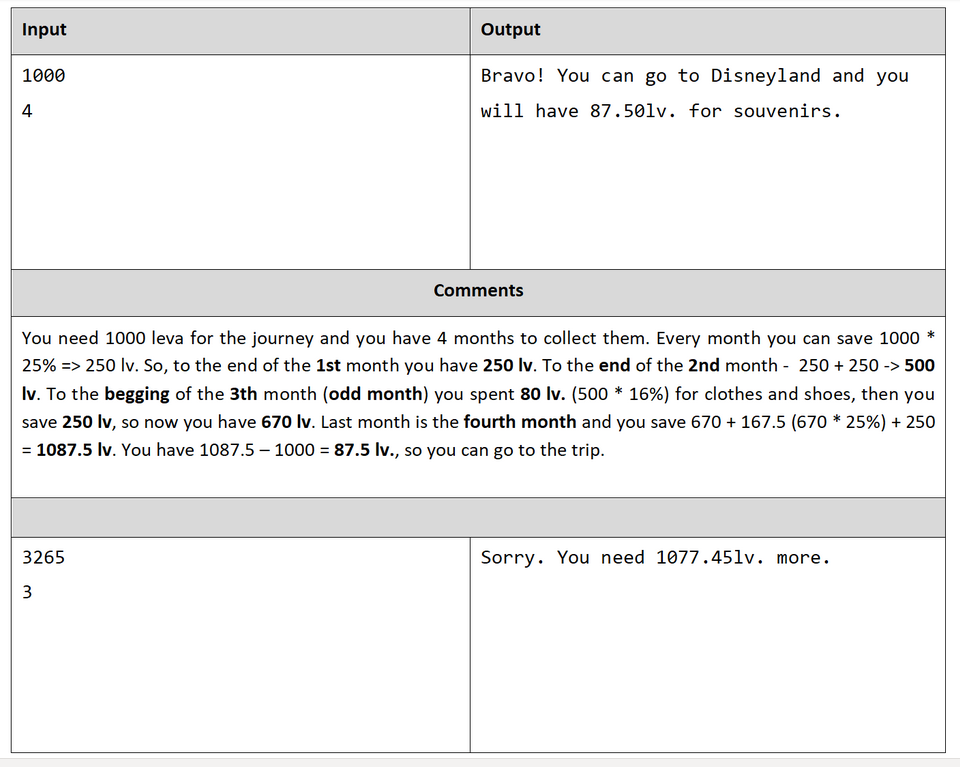 Input
Output
1000
4
Bravo! You can go to Disneyland and you
will have 87.50lv. for souvenirs.
Comments
You need 1000 leva for the journey and you have 4 months to collect them. Every month you can save 1000 *
25% => 250 lv. So, to the end of the 1st month you have 250 lv. To the end of the 2nd month -  250 + 250 -> 500
lv. To the begging of the 3th month (odd month) you spent 80 lv. (500 * 16%) for clothes and shoes, then you
save 250 lv, so now you have 670 lv. Last month is the fourth month and you save 670 + 167.5 (670 * 25%) + 250
= 1087.5 lv. You have 1087.5 – 1000 = 87.5 lv., so you can go to the trip.
3265
3
Sorry. You need 1077.45lv. more.